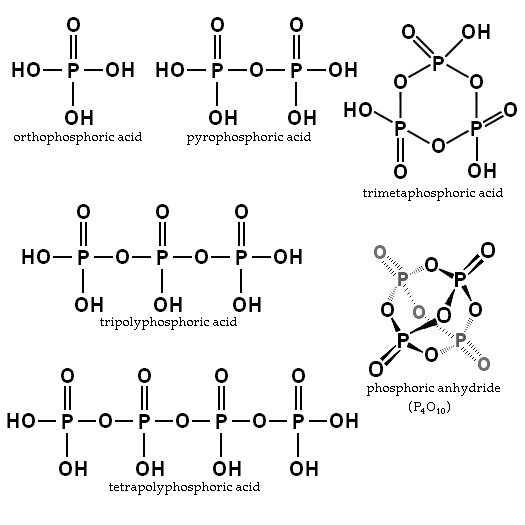 O O O O OH
HO P OH HO P O P OH P
O O
OH OH OH HO P P O
orthophosphoric acid pyrophosphoric acid O
O OH
trimetaphosphoric acid
O O O
HO P O P O P OH
OH OH OH
tripolyphosphoric acid
O O O
P O P
O O O O
P P
O O O
phosphoric anhydride
(P₄O₁₀)
O O O O
HO P O P O P O P OH
OH OH OH OH
tetrapolyphosphoric acid